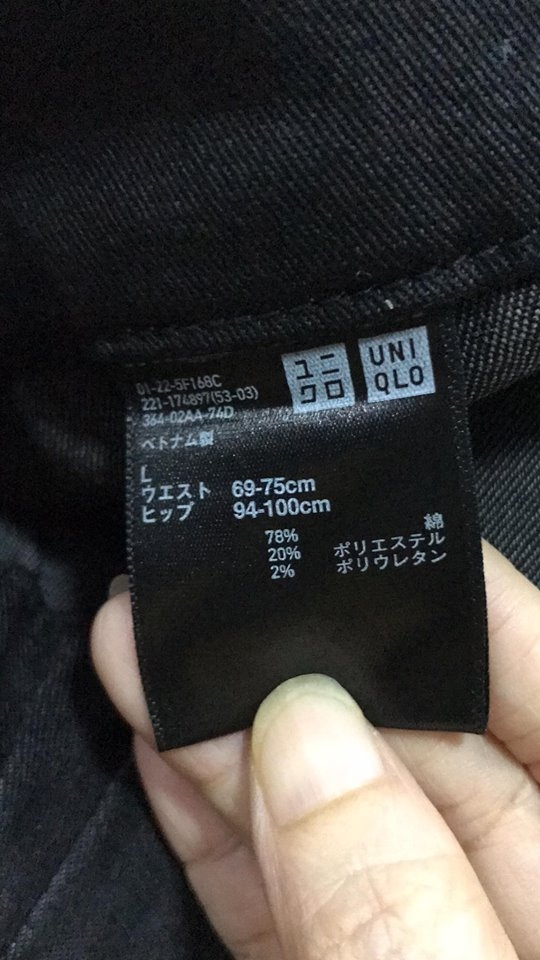 ユニ
クロ
UNI
QLO
01-22-5F168C
221-174897(53-03)
364-02AA-74D
ベトナム製
L
ウエスト 69-75cm
ヒップ 94-100cm
78% 綿
20% ポリエステル
2% ポリウレタン